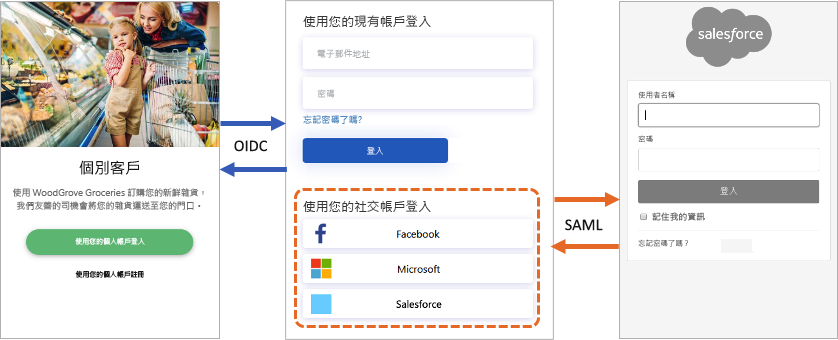 個別客戶
使用 WoodGrove Groceries 訂購您的新鮮雜貨。
我們友善的司機會將您的雜貨運送至您的門口。
使用您的個人帳戶登入
使用您的個人帳戶註冊
OIDC
使用您的現有帳戶登入
電子郵件地址
密碼
忘記密碼了嗎?
登入
使用您的社交帳戶登入
Facebook
Microsoft
Salesforce
SAML
salesforce
使用者名稱
密碼
登入
記住我的資訊
忘記密碼了嗎？